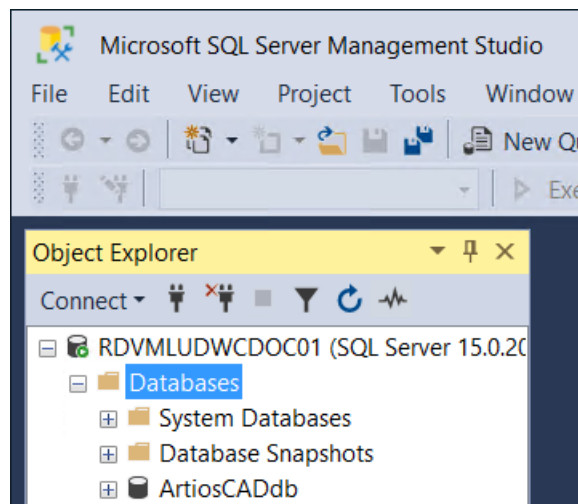 Microsoft SQL Server Management Studio
File Edit View Project Tools Window
New Qu
Exe
Object Explorer
Connect
RDVMLUDWCDOC01 (SQL Server 15.0.20
Databases
System Databases
Database Snapshots
ArtiosCADdb